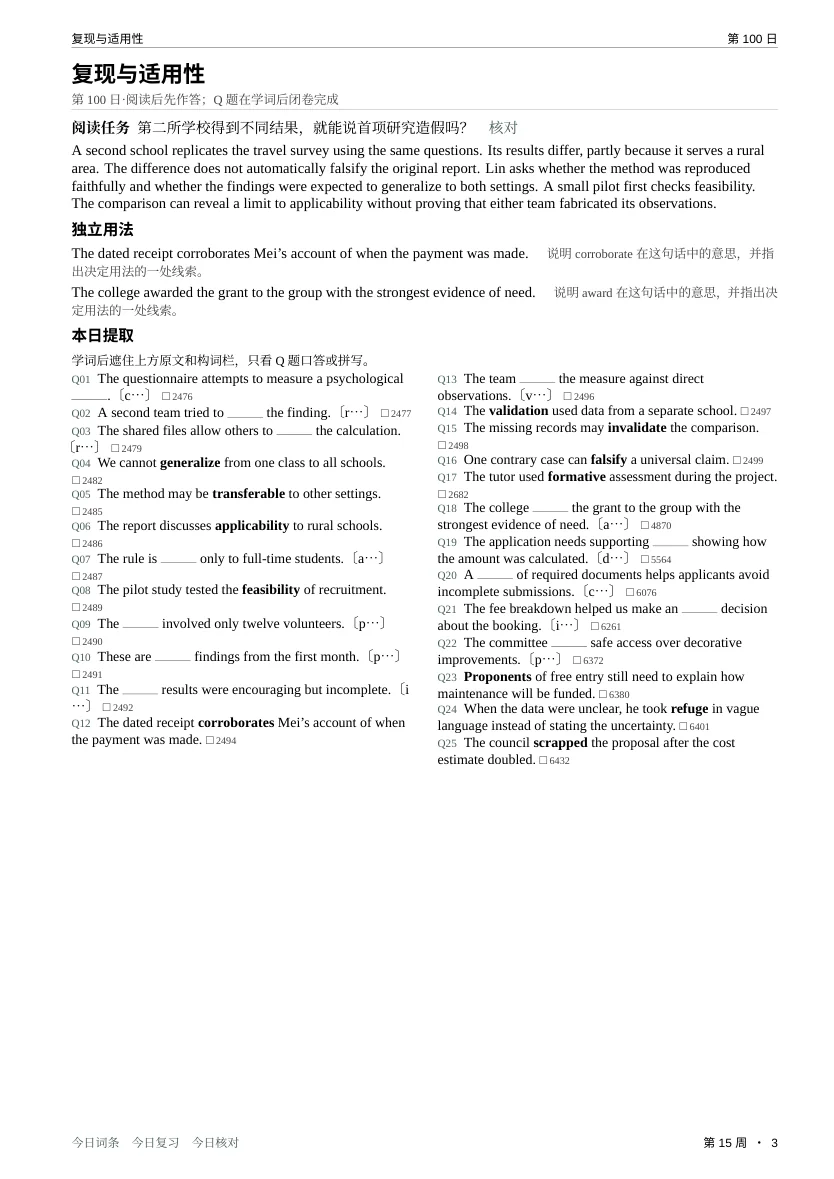 复现与适用性 第 100 日
复现与适用性
第 100 日·阅读后先作答；Q 题在学词后闭卷完成
阅读任务 第二所学校得到不同结果，就能说首项研究造假吗？ 核对
A second school replicates the travel survey using the same questions. Its results differ, partly because it serves a rural
area. The difference does not automatically falsify the original report. Lin asks whether the method was reproduced
faithfully and whether the findings were expected to generalize to both settings. A small pilot first checks feasibility.
The comparison can reveal a limit to applicability without proving that either team fabricated its observations.
独立用法
The dated receipt corroborates Mei’s account of when the payment was made. 说明 corroborate 在这句话中的意思，并指
出决定用法的一处线索。
The college awarded the grant to the group with the strongest evidence of need. 说明 award 在这句话中的意思，并指出决
定用法的一处线索。
本日提取
学词后遮住上方原文和构词栏，只看 Q 题口答或拼写。
Q01 The questionnaire attempts to measure a psychological
_____. 〔c…〕 □ 2476
Q02 A second team tried to _____ the finding. 〔r…〕 □ 2477
Q03 The shared files allow others to _____ the calculation.
〔r…〕 □ 2479
Q04 We cannot generalize from one class to all schools.
□ 2482
Q05 The method may be transferable to other settings.
□ 2485
Q06 The report discusses applicability to rural schools.
□ 2486
Q07 The rule is _____ only to full-time students. 〔a…〕
□ 2487
Q08 The pilot study tested the feasibility of recruitment.
□ 2489
Q09 The _____ involved only twelve volunteers. 〔p…〕
□ 2490
Q10 These are _____ findings from the first month. 〔p…〕
□ 2491
Q11 The _____ results were encouraging but incomplete. 〔i
…〕 □ 2492
Q12 The dated receipt corroborates Mei’s account of when
the payment was made. □ 2494
Q13 The team _____ the measure against direct
observations. 〔v…〕 □ 2496
Q14 The validation used data from a separate school. □ 2497
Q15 The missing records may invalidate the comparison.
□ 2498
Q16 One contrary case can falsify a universal claim. □ 2499
Q17 The tutor used formative assessment during the project.
□ 2682
Q18 The college _____ the grant to the group with the
strongest evidence of need. 〔a…〕 □ 4870
Q19 The application needs supporting _____ showing how
the amount was calculated. 〔d…〕 □ 5564
Q20 A _____ of required documents helps applicants avoid
incomplete submissions. 〔c…〕 □ 6076
Q21 The fee breakdown helped us make an _____ decision
about the booking. 〔i…〕 □ 6261
Q22 The committee _____ safe access over decorative
improvements. 〔p…〕 □ 6372
Q23 Proponents of free entry still need to explain how
maintenance will be funded. □ 6380
Q24 When the data were unclear, he took refuge in vague
language instead of stating the uncertainty. □ 6401
Q25 The council scrapped the proposal after the cost
estimate doubled. □ 6432
今日词条 今日复习 今日核对 第 15 周 · 3